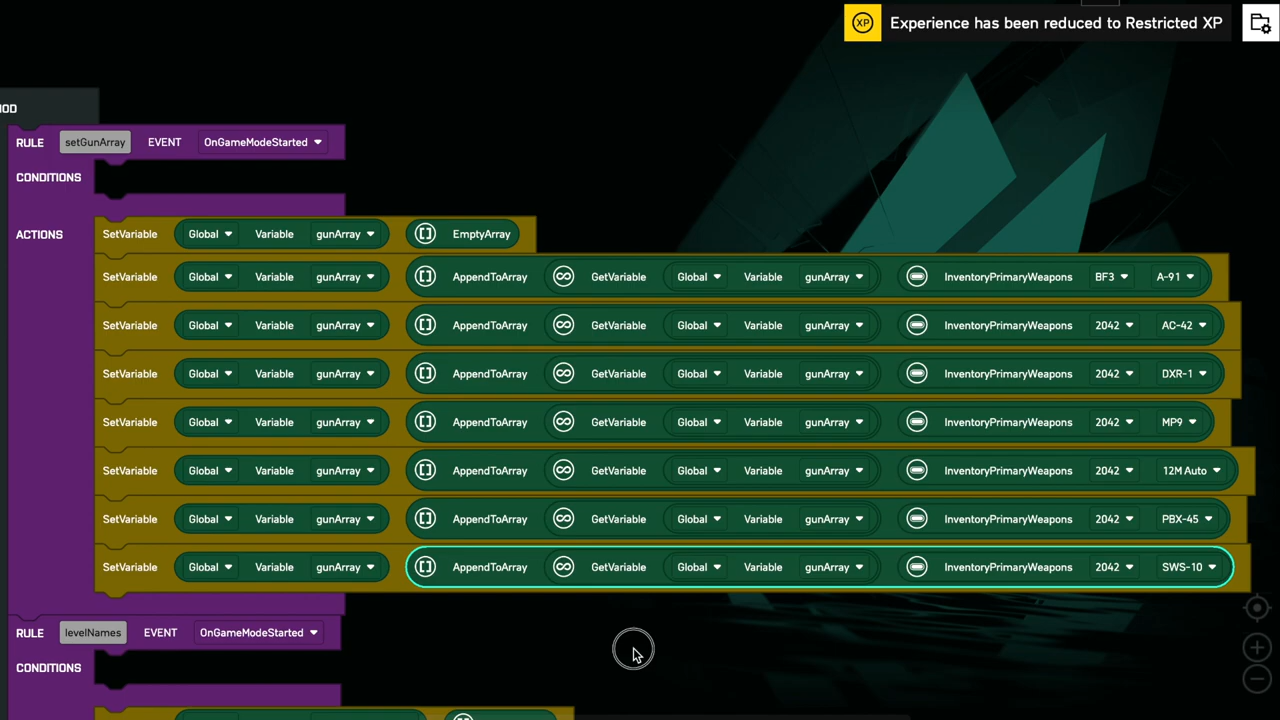 XP Experience has been reduced to Restricted XP
MOD
RULE setGunArray EVENT OnGameModeStarted
CONDITIONS
ACTIONS SetVariable Global Variable gunArray EmptyArray
SetVariable Global Variable gunArray AppendToArray GetVariable Global Variable gunArray InventoryPrimaryWeapons BF3 A-91
SetVariable Global Variable gunArray AppendToArray GetVariable Global Variable gunArray InventoryPrimaryWeapons 2042 AC-42
SetVariable Global Variable gunArray AppendToArray GetVariable Global Variable gunArray InventoryPrimaryWeapons 2042 DXR-1
SetVariable Global Variable gunArray AppendToArray GetVariable Global Variable gunArray InventoryPrimaryWeapons 2042 MP9
SetVariable Global Variable gunArray AppendToArray GetVariable Global Variable gunArray InventoryPrimaryWeapons 2042 12M Auto
SetVariable Global Variable gunArray AppendToArray GetVariable Global Variable gunArray InventoryPrimaryWeapons 2042 PBX-45
SetVariable Global Variable gunArray AppendToArray GetVariable Global Variable gunArray InventoryPrimaryWeapons 2042 SWS-10
RULE levelNames EVENT OnGameModeStarted
CONDITIONS